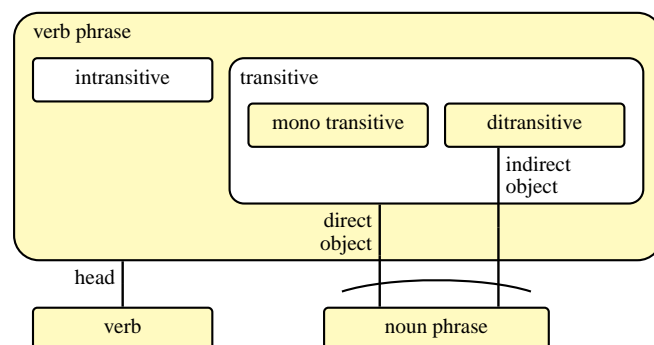 verb phrase
intransitive
transitive
mono transitive
ditransitive
indirect
object
direct
object
head
verb
noun phrase